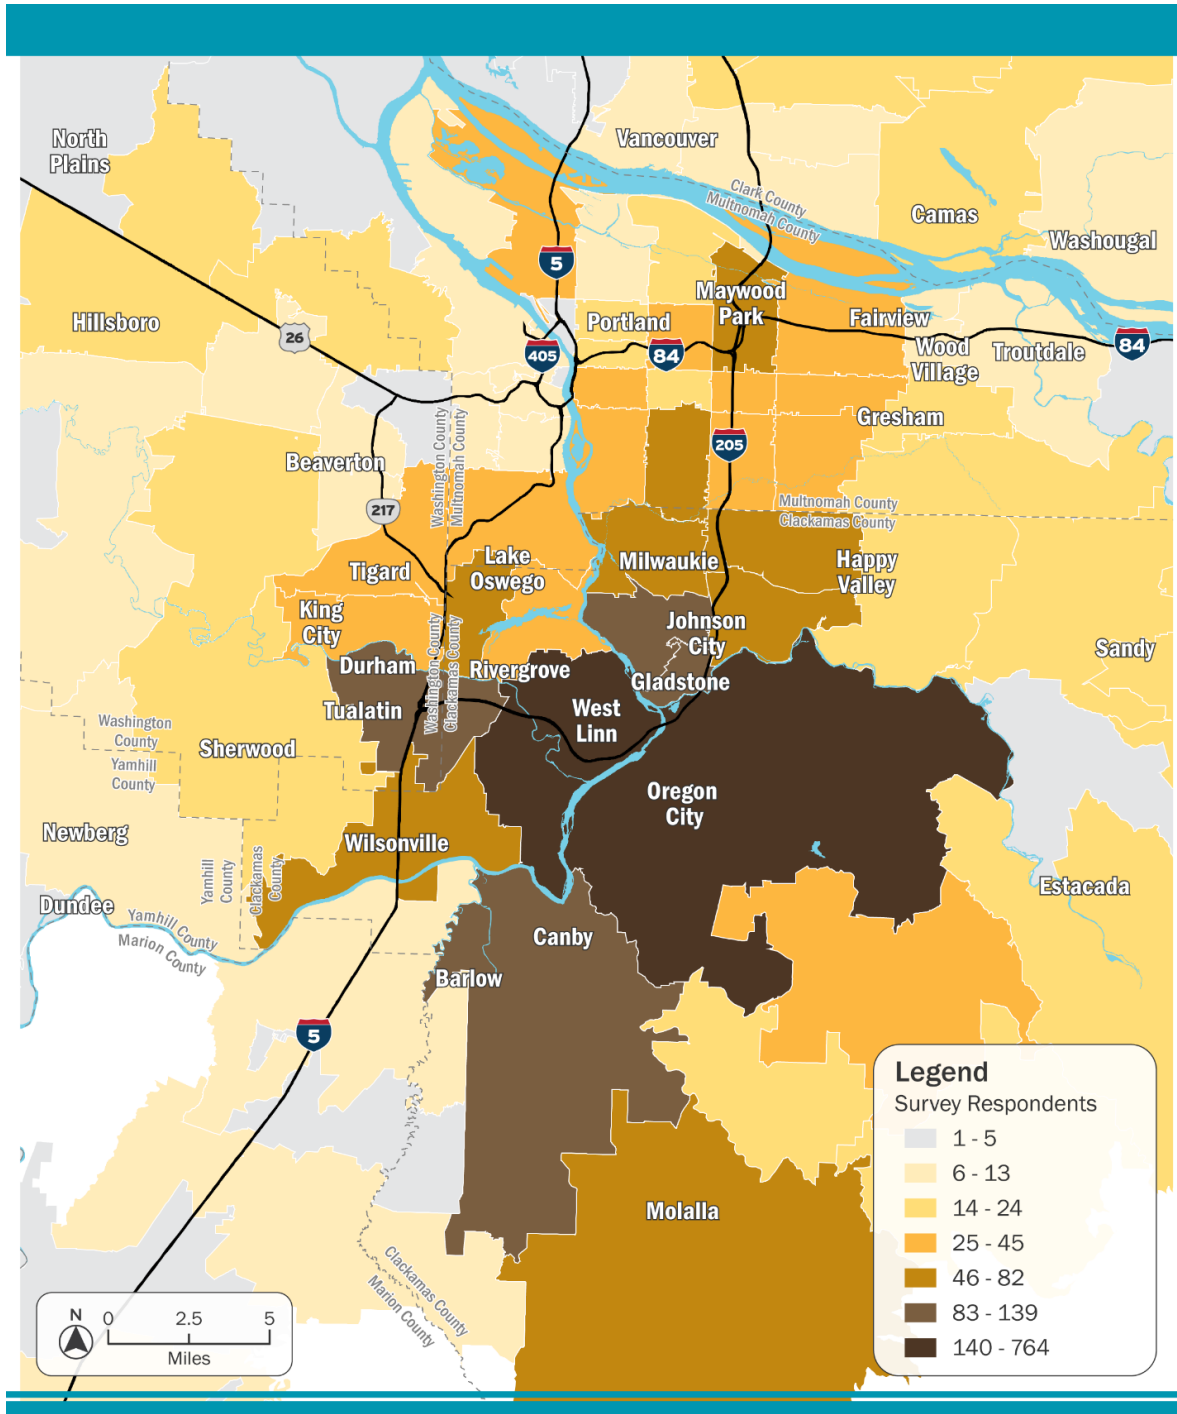 North
Plains
Vancouver
Clark County
Multnomah County
Camas
Washougal
5
Maywood
Park
Hillsboro
26
Portland
Fairview
405
84
Wood
Village
Troutdale
84
Gresham
Beaverton
Washington County
Multnomah County
205
217
Multnomah County
Clackamas County
Lake
Oswego
Milwaukie
Happy
Valley
Tigard
King
City
Johnson
City
Sandy
Durham
Rivergrove
Gladstone
Washington County
Clackamas County
Tualatin
West
Linn
Washington
County
Yamhill
County
Sherwood
Oregon
City
Newberg
Wilsonville
Yamhill
County
Clackamas
County
Estacada
Dundee
Yamhill County
Marion County
Canby
Barlow
5
Molalla
Clackamas County
Marion County
Legend
Survey Respondents
1 - 5
6 - 13
14 - 24
25 - 45
46 - 82
83 - 139
140 - 764
N
0 2.5 5
Miles